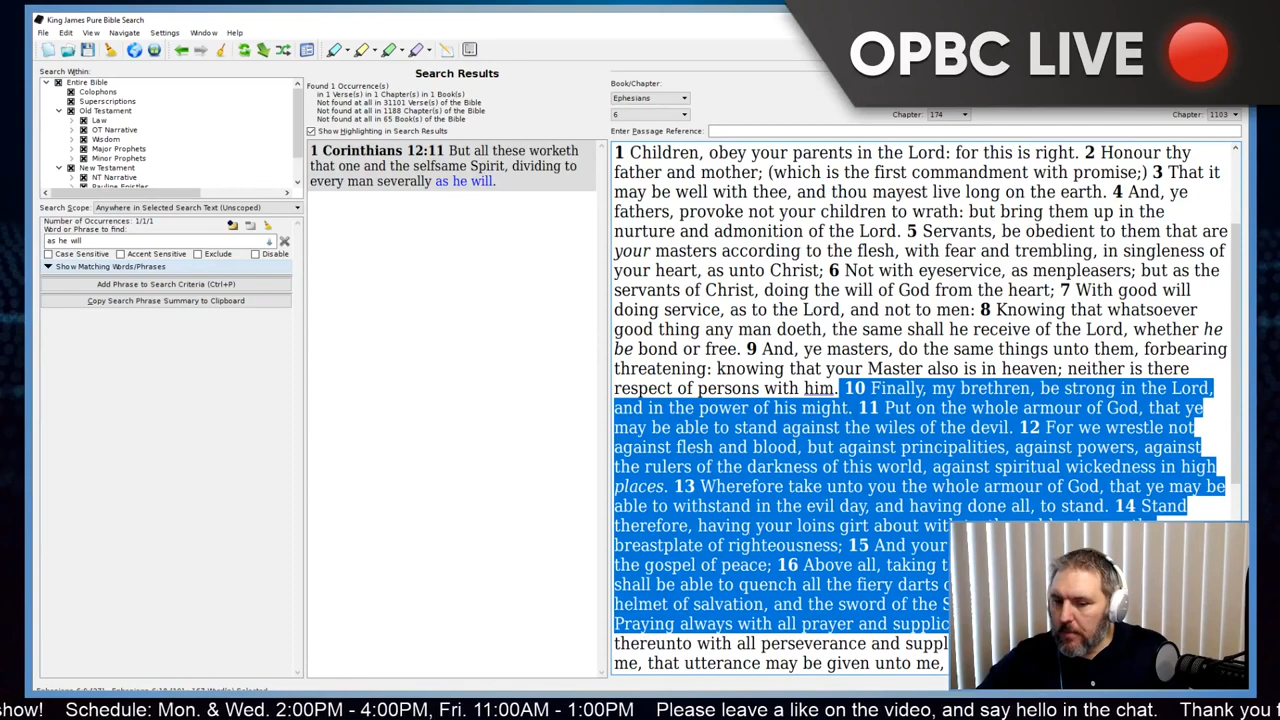 King James Pure Bible Search
OPBC LIVE
File Edit View Navigate Settings Window Help
Search Within:
Entire Bible
Colophons
Superscriptions
Old Testament
Law
OT Narrative
Wisdom
Major Prophets
Minor Prophets
New Testament
NT Narrative
Pauline Epistles
Search Scope: Anywhere in Selected Search Text (Unscoped)
Number of Occurrences: 1/1/1
Word or Phrase to find:
as he will
Case Sensitive Accent Sensitive Exclude Disable
Show Matching Words/Phrases
Add Phrase to Search Criteria (Ctrl+P)
Copy Search Phrase Summary to Clipboard
Search Results
Found 1 Occurrence(s)
in 1 Verse(s) in 1 Chapter(s) in 1 Book(s)
Not found at all in 31101 Verse(s) of the Bible
Not found at all in 1188 Chapter(s) of the Bible
Not found at all in 65 Book(s) of the Bible
Show Highlighting in Search Results
1 Corinthians 12:11 But all these worketh
that one and the selfsame Spirit, dividing to
every man severally as he will.
Book/Chapter:
Ephesians
6 Chapter: 174 Chapter: 1103
Enter Passage Reference:
1 Children, obey your parents in the Lord: for this is right. 2 Honour thy
father and mother; (which is the first commandment with promise;) 3 That it
may be well with thee, and thou mayest live long on the earth. 4 And, ye
fathers, provoke not your children to wrath: but bring them up in the
nurture and admonition of the Lord. 5 Servants, be obedient to them that are
your masters according to the flesh, with fear and trembling, in singleness of
your heart, as unto Christ; 6 Not with eyeservice, as menpleasers; but as the
servants of Christ, doing the will of God from the heart; 7 With good will
doing service, as to the Lord, and not to men: 8 Knowing that whatsoever
good thing any man doeth, the same shall he receive of the Lord, whether he
be bond or free. 9 And, ye masters, do the same things unto them, forbearing
threatening: knowing that your Master also is in heaven; neither is there
respect of persons with him. 10 Finally, my brethren, be strong in the Lord,
and in the power of his might. 11 Put on the whole armour of God, that ye
may be able to stand against the wiles of the devil. 12 For we wrestle not
against flesh and blood, but against principalities, against powers, against
the rulers of the darkness of this world, against spiritual wickedness in high
places. 13 Wherefore take unto you the whole armour of God, that ye may be
able to withstand in the evil day, and having done all, to stand. 14 Stand
therefore, having your loins girt about
breastplate of righteousness; 15 And your
the gospel of peace; 16 Above all, taking
shall be able to quench all the fiery darts
helmet of salvation, and the sword of the
Praying always with all prayer and
thereunto with all perseverance and
me, that utterance may be given unto me,
show! Schedule: Mon. & Wed. 2:00PM - 4:00PM, Fri. 11:00AM - 1:00PM Please leave a like on the video, and say hello in the chat. Thank you